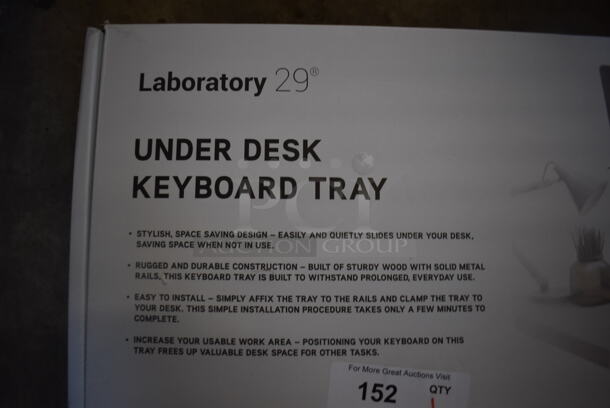 Laboratory 29®
UNDER DESK
KEYBOARD TRAY
PCI
AUCTION GROUP
• STYLISH, SPACE SAVING DESIGN – EASILY AND QUIETLY SLIDES UNDER YOUR DESK,
SAVING SPACE WHEN NOT IN USE.
• RUGGED AND DURABLE CONSTRUCTION – BUILT OF STURDY WOOD WITH SOLID METAL
RAILS, THIS KEYBOARD TRAY IS BUILT TO WITHSTAND PROLONGED, EVERYDAY USE.
• EASY TO INSTALL – SIMPLY AFFIX THE TRAY TO THE RAILS AND CLAMP THE TRAY TO
YOUR DESK. THIS SIMPLE INSTALLATION PROCEDURE TAKES ONLY A FEW MINUTES TO
COMPLETE.
• INCREASE YOUR USABLE WORK AREA – POSITIONING YOUR KEYBOARD ON THIS
TRAY FREES UP VALUABLE DESK SPACE FOR OTHER TASKS.
For More Great Auctions Visit
152 QTY